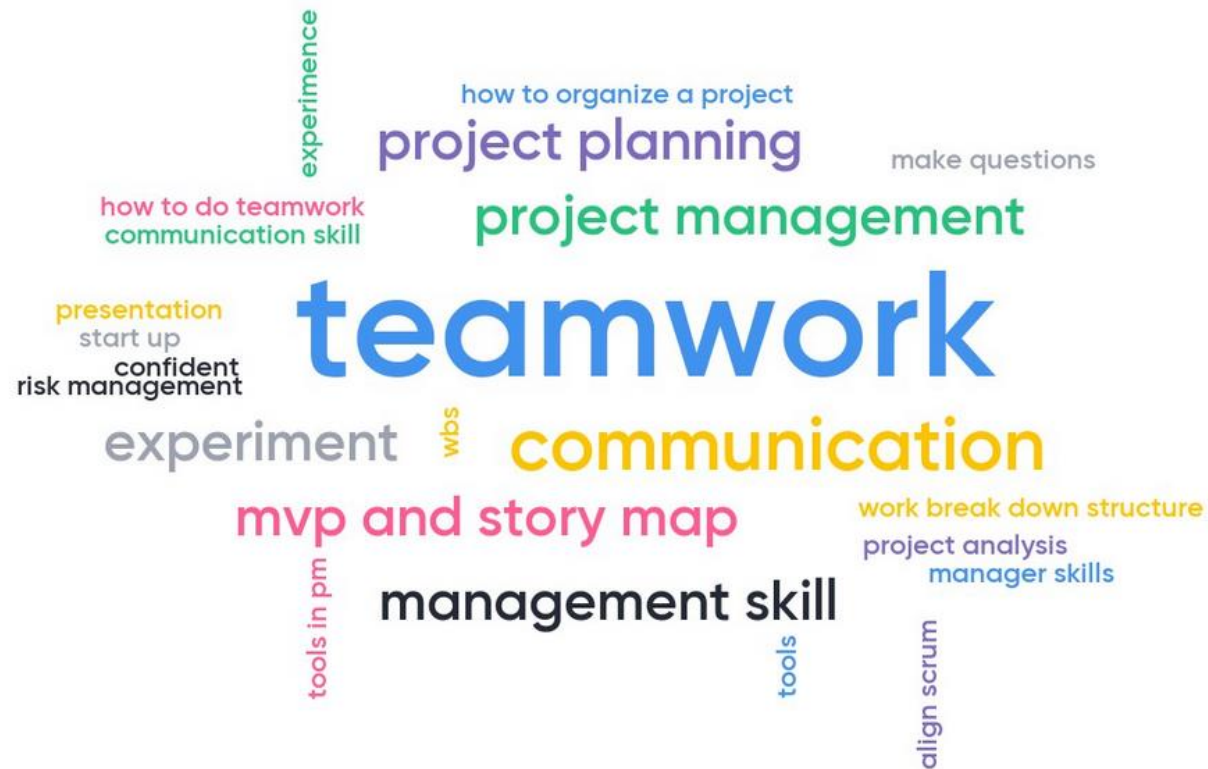 experimence
how to organize a project
project planning
make questions
how to do teamwork
project management
communication skill
teamwork
presentation
start up
confident
risk management
experiment
wbs
communication
mvp and story map
work break down structure
project analysis
manager skills
tools in pm
management skill
tools
align scrum